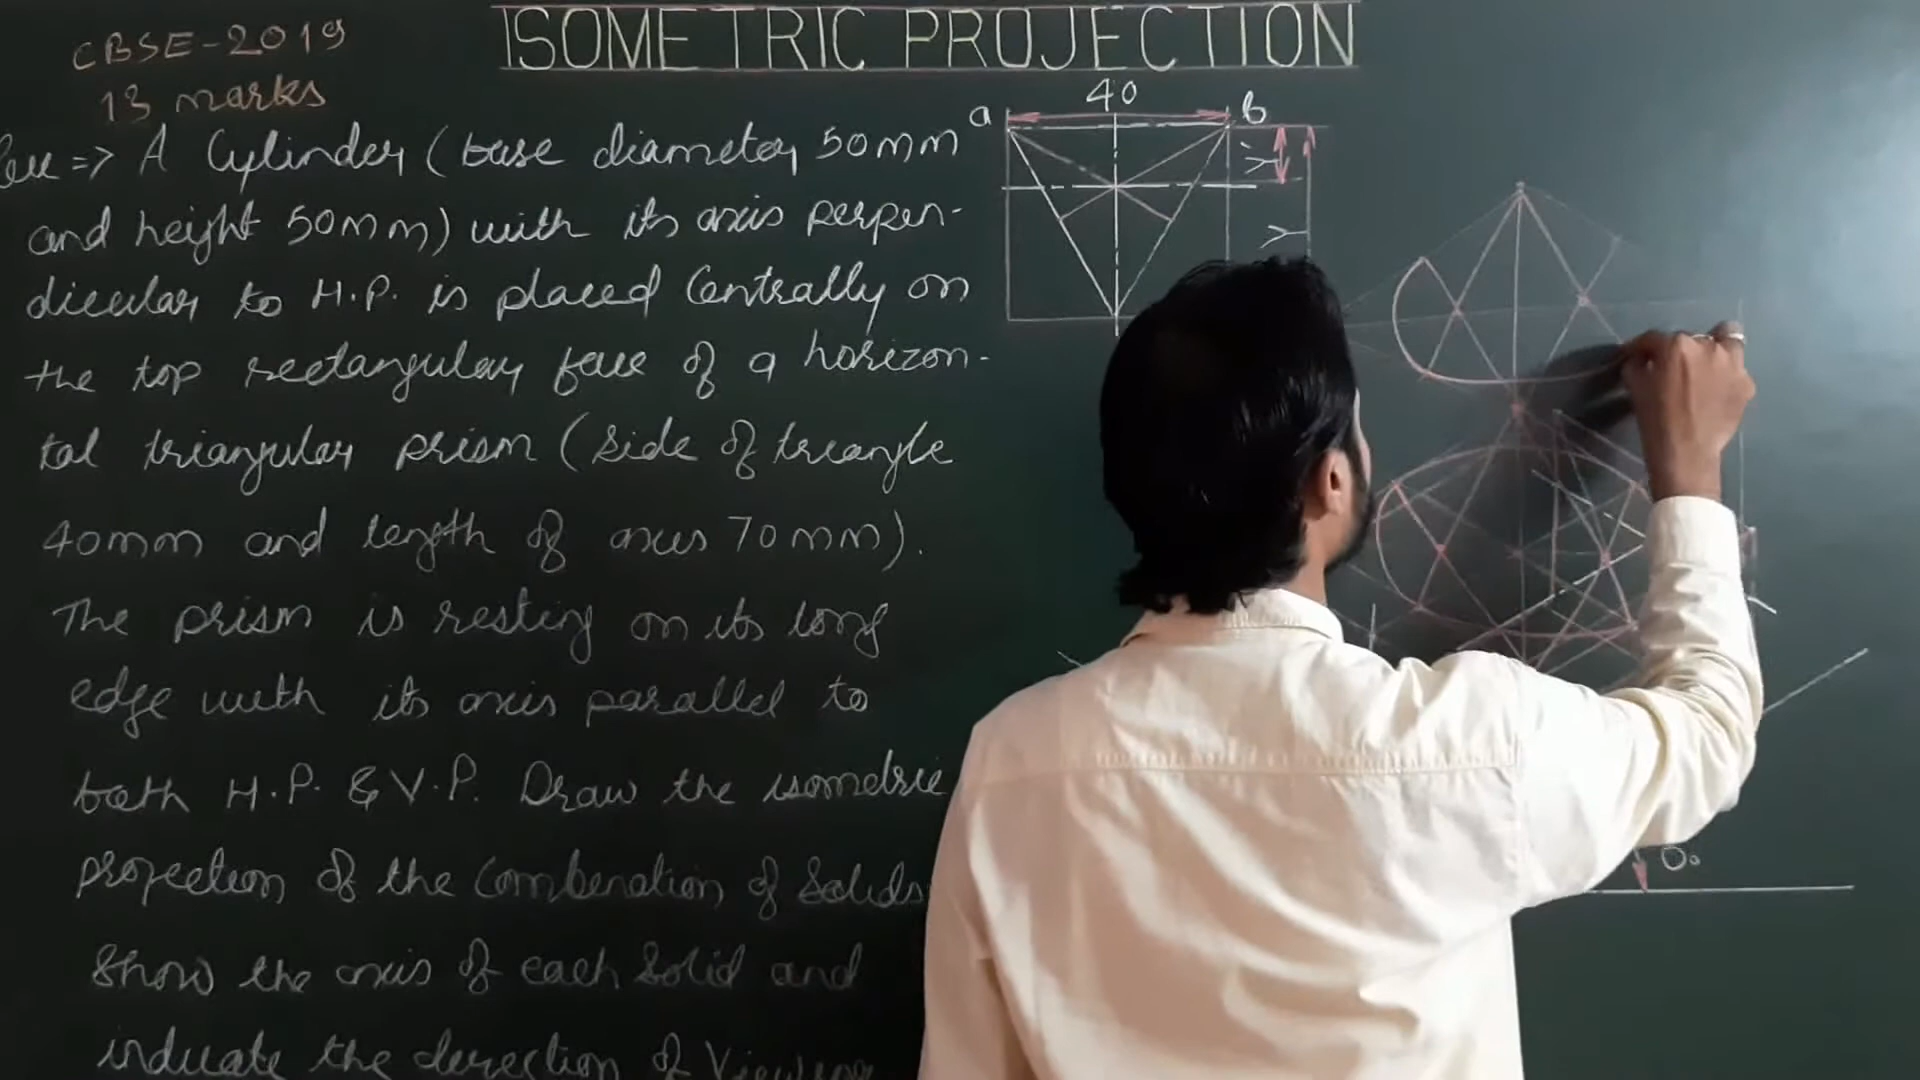 CBSE-2019
13 marks
ISOMETRIC PROJECTION
=> A Cylinder (base diameter 50mm
and height 50mm) with its axis perpen-
dicular to H.P. is placed Centrally on
the top rectangular face of a horizon-
tal triangular prism (side of triangle
40mm and length of axis 70mm).
The prism is resting on its long
edge with its axis parallel to
both H.P. & V.P. Draw the isometric
projection of the Combination of Solids
Show the axis of each Solid and
indicate the direction of Viewing
a
40
b
Y
Y